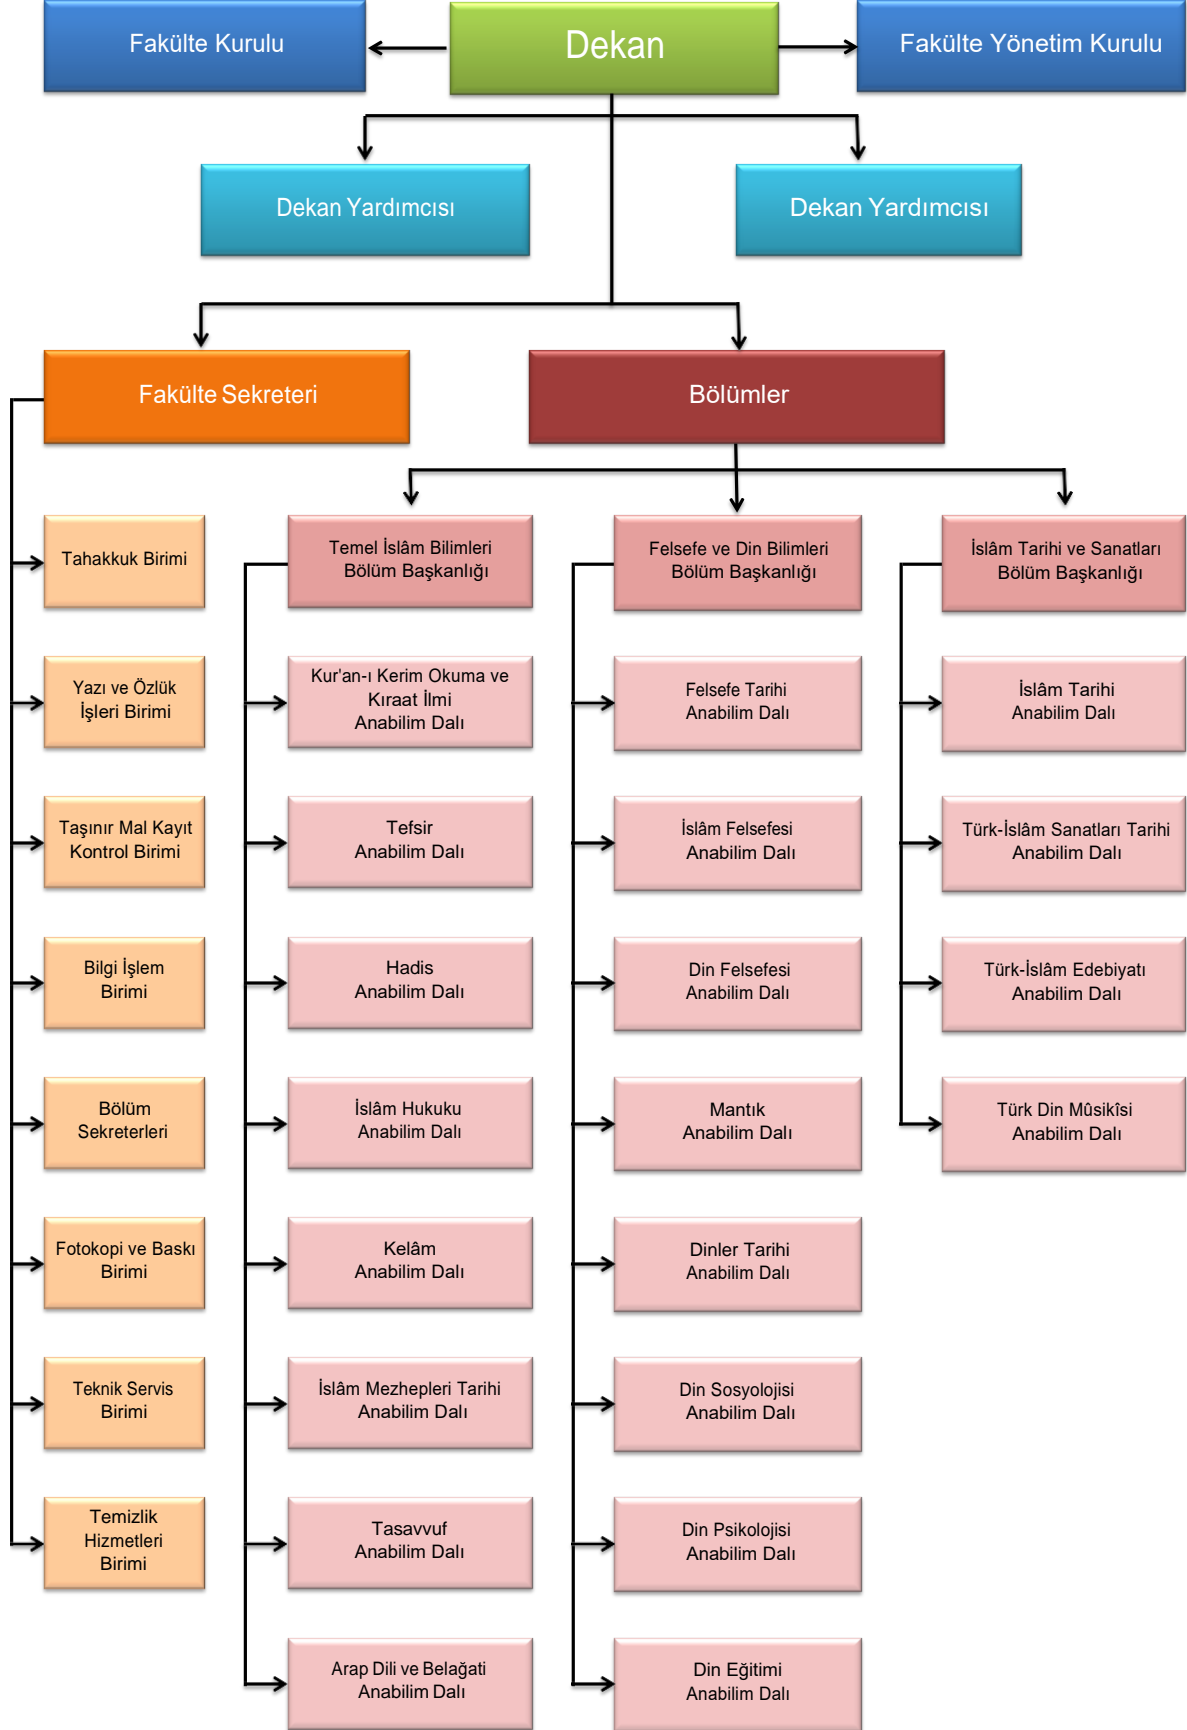 Fakülte Kurulu
Dekan
Fakülte Yönetim Kurulu
Dekan Yardımcısı
Dekan Yardımcısı
Fakülte Sekreteri
Bölümler
Tahakkuk Birimi
Yazı ve Özlük
İşleri Birimi
Taşınır Mal Kayıt
Kontrol Birimi
Bilgi İşlem
Birimi
Bölüm
Sekreterleri
Fotokopi ve Baskı
Birimi
Teknik Servis
Birimi
Temizlik
Hizmetleri
Birimi
Temel İslâm Bilimleri
Bölüm Başkanlığı
Kur'an-ı Kerim Okuma ve
Kıraat İlmi
Anabilim Dalı
Tefsir
Anabilim Dalı
Hadis
Anabilim Dalı
İslâm Hukuku
Anabilim Dalı
Kelâm
Anabilim Dalı
İslâm Mezhepleri Tarihi
Anabilim Dalı
Tasavvuf
Anabilim Dalı
Arap Dili ve Belağati
Anabilim Dalı
Felsefe ve Din Bilimleri
Bölüm Başkanlığı
Felsefe Tarihi
Anabilim Dalı
İslâm Felsefesi
Anabilim Dalı
Din Felsefesi
Anabilim Dalı
Mantık
Anabilim Dalı
Dinler Tarihi
Anabilim Dalı
Din Sosyolojisi
Anabilim Dalı
Din Psikolojisi
Anabilim Dalı
Din Eğitimi
Anabilim Dalı
İslâm Tarihi ve Sanatları
Bölüm Başkanlığı
İslâm Tarihi
Anabilim Dalı
Türk-İslâm Sanatları Tarihi
Anabilim Dalı
Türk-İslâm Edebiyatı
Anabilim Dalı
Türk Din Mûsikîsi
Anabilim Dalı